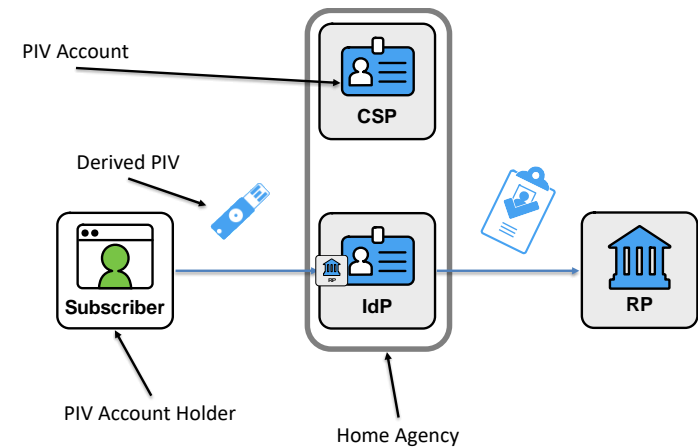 PIV Account
CSP
Derived PIV
Subscriber
RP
IdP
RP
PIV Account Holder
Home Agency